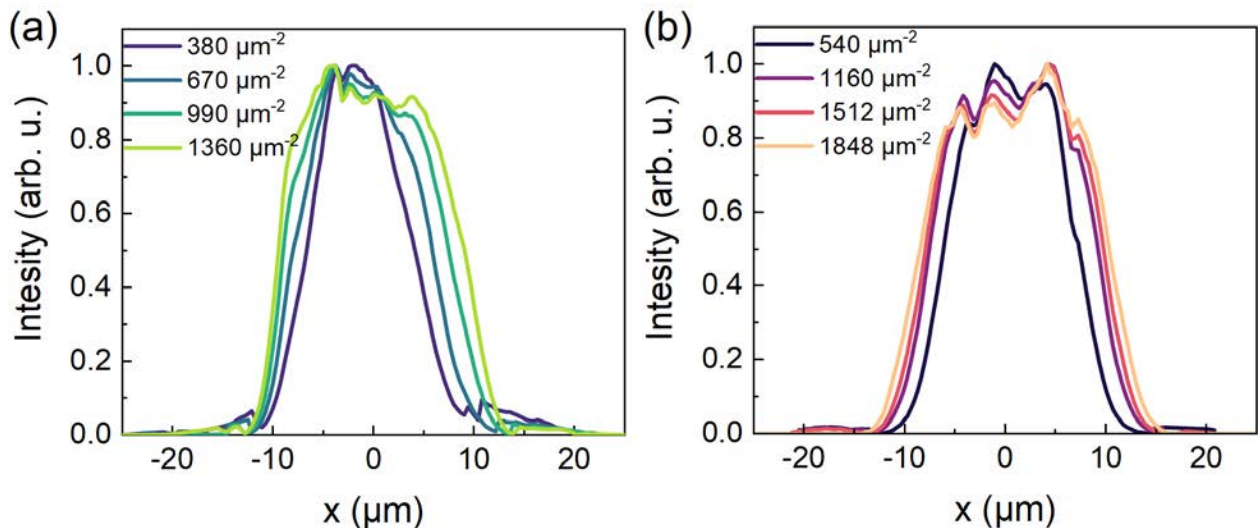 (a)
380 µm-2
670 µm-2
990 µm-2
1360 µm-2
1.0
0.8
0.6
0.4
0.2
0.0
Intesity (arb. u.)
-20 -10 0 10 20
x (µm)
(b)
540 µm-2
1160 µm-2
1512 µm-2
1848 µm-2
1.0
0.8
0.6
0.4
0.2
0.0
Intesity (arb. u.)
-20 -10 0 10 20
x (µm)